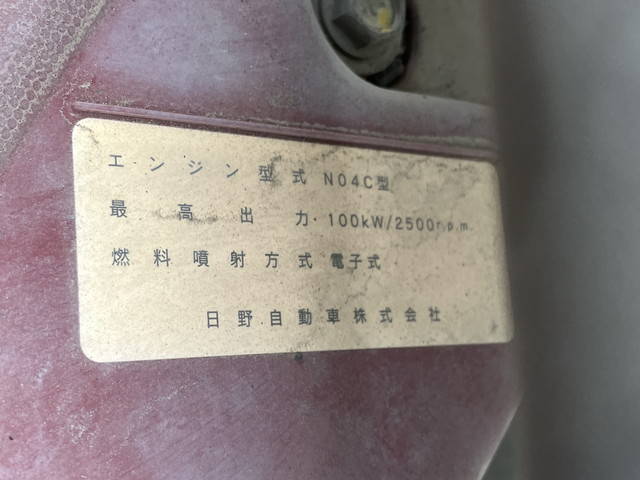 エンジン型式 N04C型
最高出力・100kW/2500r.p.m.
燃料噴射方式 電子式
日野自動車株式会社